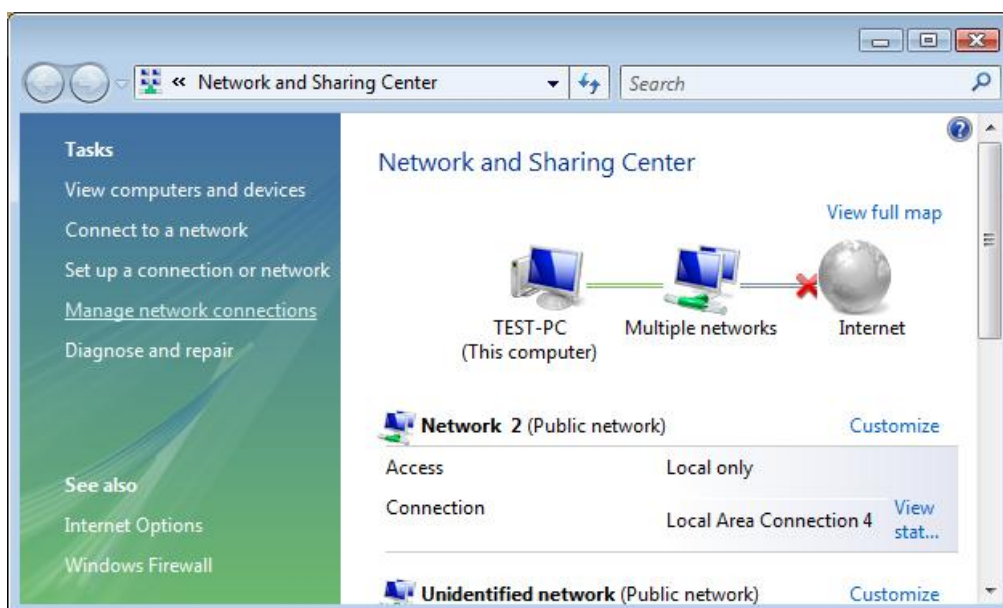 « Network and Sharing Center
Search
Tasks
View computers and devices
Connect to a network
Set up a connection or network
Manage network connections
Diagnose and repair
See also
Internet Options
Windows Firewall
Network and Sharing Center
View full map
TEST-PC
(This computer)
Multiple networks
Internet
Network 2 (Public network)
Customize
Access
Local only
Connection
Local Area Connection 4
View
stat...
Unidentified network (Public network)
Customize